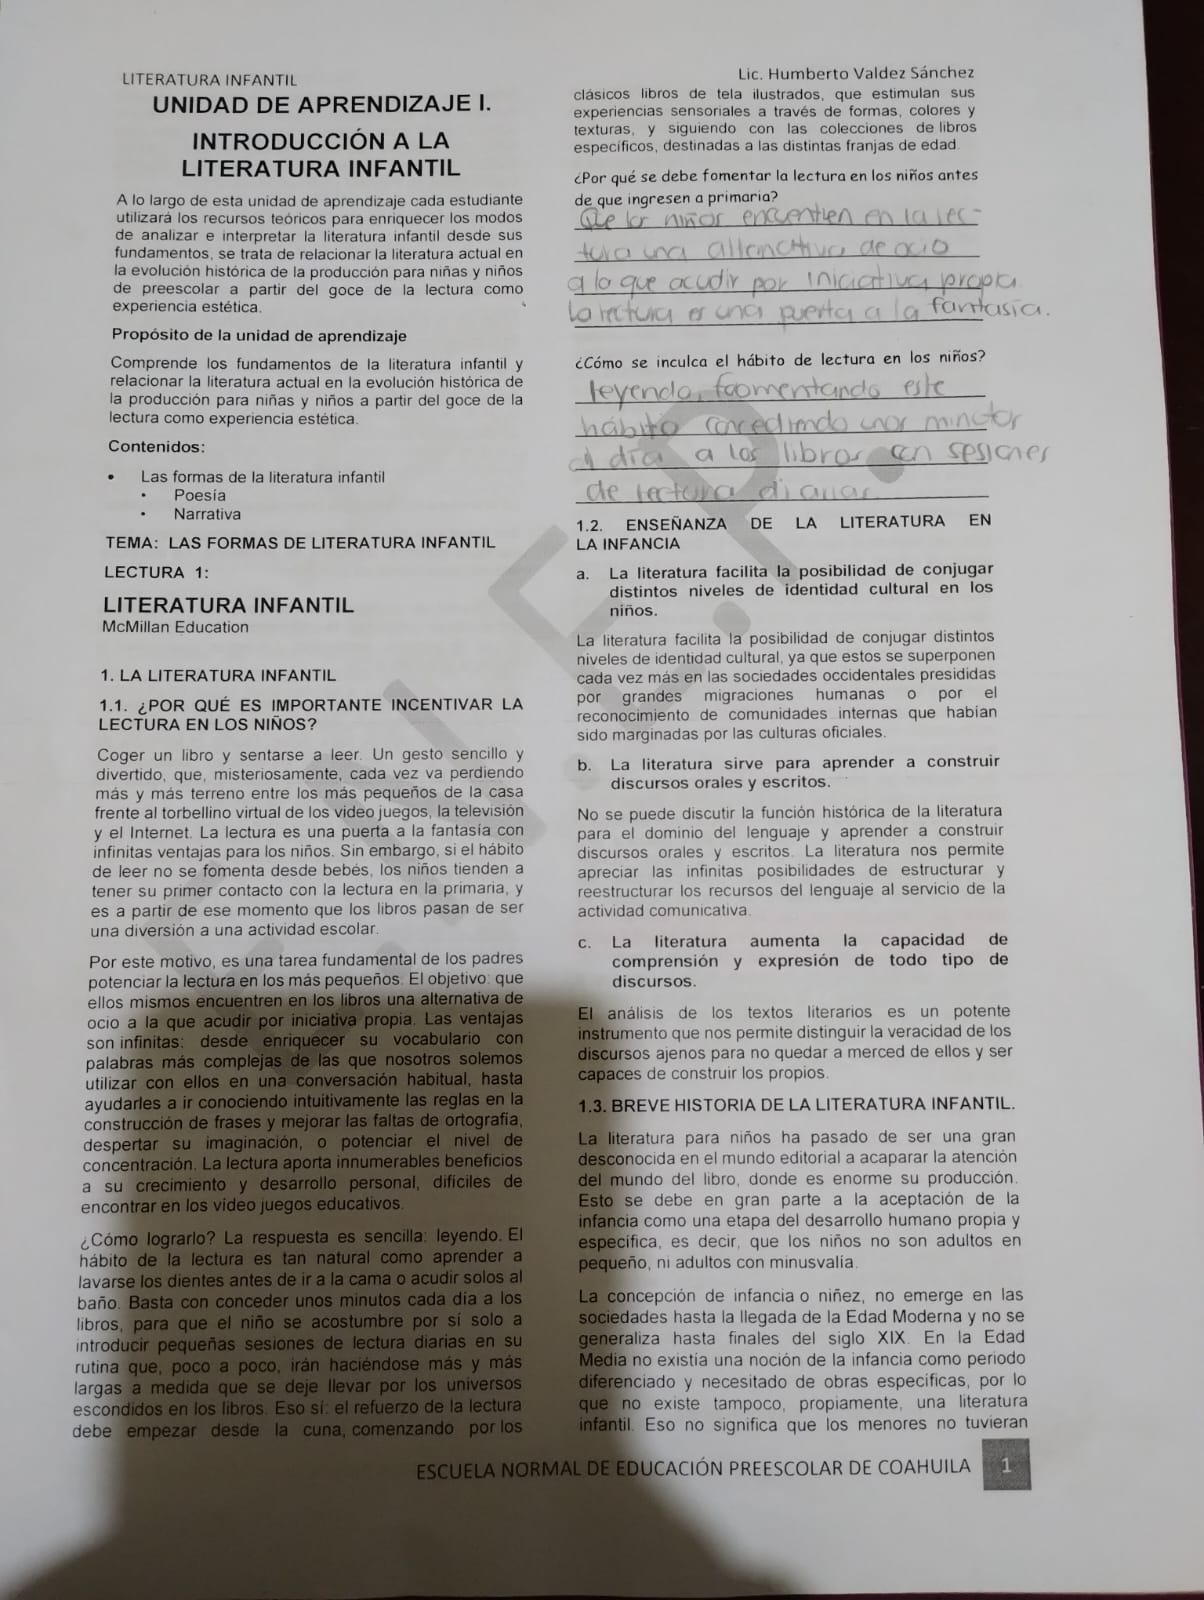 LITERATURA INFANTIL
UNIDAD DE APRENDIZAJE I.
INTRODUCCIÓN A LA
LITERATURA INFANTIL
A lo largo de esta unidad de aprendizaje cada estudiante
utilizará los recursos teóricos para enriquecer los modos
de analizar e interpretar la literatura infantil desde sus
fundamentos, se trata de relacionar la literatura actual en
la evolución histórica de la producción para niñas y niños
de preescolar a partir del goce de la lectura como
experiencia estética.
Propósito de la unidad de aprendizaje
Comprende los fundamentos de la literatura infantil y
relacionar la literatura actual en la evolución histórica de
la producción para niñas y niños a partir del goce de la
lectura como experiencia estética.
Contenidos:
• Las formas de la literatura infantil
• Poesía
• Narrativa
TEMA: LAS FORMAS DE LITERATURA INFANTIL
LECTURA 1:
LITERATURA INFANTIL
McMillan Education
1. LA LITERATURA INFANTIL
1.1. ¿POR QUÉ ES IMPORTANTE INCENTIVAR LA
LECTURA EN LOS NIÑOS?
Coger un libro y sentarse a leer. Un gesto sencillo y
divertido, que, misteriosamente, cada vez va perdiendo
más y más terreno entre los más pequeños de la casa
frente al torbellino virtual de los video juegos, la televisión
y el Internet. La lectura es una puerta a la fantasía con
infinitas ventajas para los niños. Sin embargo, si el hábito
de leer no se fomenta desde bebés, los niños tienden a
tener su primer contacto con la lectura en la primaria, y
es a partir de ese momento que los libros pasan de ser
una diversión a una actividad escolar.
Por este motivo, es una tarea fundamental de los padres
potenciar la lectura en los más pequeños. El objetivo: que
ellos mismos encuentren en los libros una alternativa de
ocio a la que acudir por iniciativa propia. Las ventajas
son infinitas: desde enriquecer su vocabulario con
palabras más complejas de las que nosotros solemos
utilizar con ellos en una conversación habitual, hasta
ayudarles a ir conociendo intuitivamente las reglas en la
construcción de frases y mejorar las faltas de ortografía,
despertar su imaginación, o potenciar el nivel de
concentración. La lectura aporta innumerables beneficios
a su crecimiento y desarrollo personal, difíciles de
encontrar en los vídeo juegos educativos.
¿Cómo lograrlo? La respuesta es sencilla: leyendo. El
hábito de la lectura es tan natural como aprender a
lavarse los dientes antes de ir a la cama o acudir solos al
baño. Basta con conceder unos minutos cada día a los
libros, para que el niño se acostumbre por sí solo a
introducir pequeñas sesiones de lectura diarias en su
rutina que, poco a poco, irán haciéndose más y más
largas a medida que se deje llevar por los universos
escondidos en los libros. Eso sí: el refuerzo de la lectura
debe empezar desde la cuna, comenzando por los
Lic. Humberto Valdez Sánchez
clásicos libros de tela ilustrados, que estimulan sus
experiencias sensoriales a través de formas, colores y
texturas, y siguiendo con las colecciones de libros
específicos, destinadas a las distintas franjas de edad.
¿Por qué se debe fomentar la lectura en los niños antes
de que ingresen a primaria?
Que los niños encuentren en la lec-
tura una alternativa de ocio
a lo que acudir por iniciativa propia
La lectura es una puerta a la fantasía.
¿Cómo se inculca el hábito de lectura en los niños?
leyendo, foomentando este
hábito concediendo unos minutos
al día a los libros con sesiones
de lectura diarias
1.2. ENSEÑANZA DE LA LITERATURA EN
LA INFANCIA
a. La literatura facilita la posibilidad de conjugar
distintos niveles de identidad cultural en los
niños.
La literatura facilita la posibilidad de conjugar distintos
niveles de identidad cultural, ya que estos se superponen
cada vez más en las sociedades occidentales presididas
por grandes migraciones humanas o por el
reconocimiento de comunidades internas que habían
sido marginadas por las culturas oficiales.
b. La literatura sirve para aprender a construir
discursos orales y escritos.
No se puede discutir la función histórica de la literatura
para el dominio del lenguaje y aprender a construir
discursos orales y escritos. La literatura nos permite
apreciar las infinitas posibilidades de estructurar y
reestructurar los recursos del lenguaje al servicio de la
actividad comunicativa.
c. La literatura aumenta la capacidad de
comprensión y expresión de todo tipo de
discursos.
El análisis de los textos literarios es un potente
instrumento que nos permite distinguir la veracidad de los
discursos ajenos para no quedar a merced de ellos y ser
capaces de construir los propios.
1.3. BREVE HISTORIA DE LA LITERATURA INFANTIL.
La literatura para niños ha pasado de ser una gran
desconocida en el mundo editorial a acaparar la atención
del mundo del libro, donde es enorme su producción.
Esto se debe en gran parte a la aceptación de la
infancia como una etapa del desarrollo humano propia y
específica, es decir, que los niños no son adultos en
pequeño, ni adultos con minusvalía.
La concepción de infancia o niñez, no emerge en las
sociedades hasta la llegada de la Edad Moderna y no se
generaliza hasta finales del siglo XIX. En la Edad
Media no existía una noción de la infancia como periodo
diferenciado y necesitado de obras específicas, por lo
que no existe tampoco, propiamente, una literatura
infantil. Eso no significa que los menores no tuvieran
E.N.E.P.
ESCUELA NORMAL DE EDUCACIÓN PREESCOLAR DE COAHUILA 1